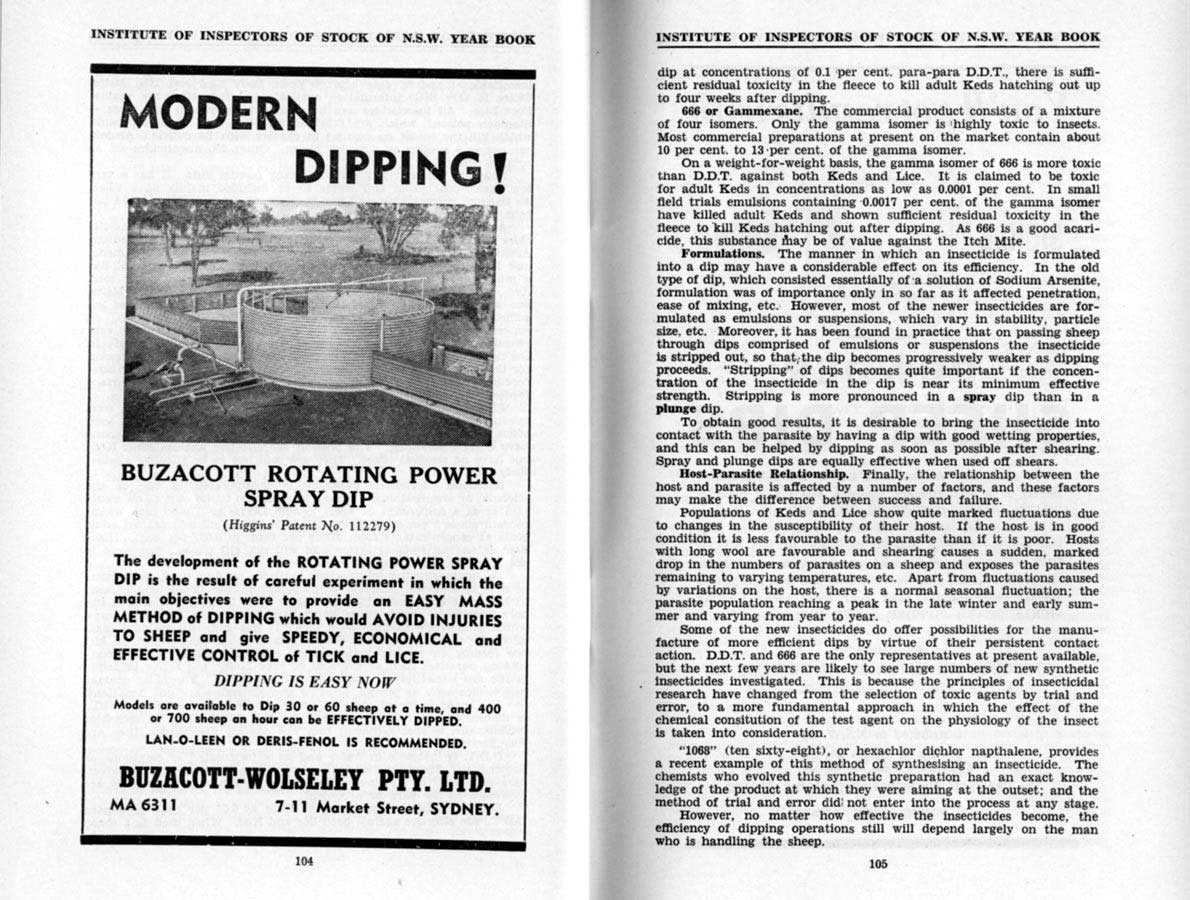 INSTITUTE OF INSPECTORS OF STOCK OF N.S.W. YEAR BOOK
MODERN
DIPPING!
BUZACOTT ROTATING POWER
SPRAY DIP
(Higgins' Patent No. 112279)
The development of the ROTATING POWER SPRAY
DIP is the result of careful experiment in which the
main objectives were to provide an EASY MASS
METHOD of DIPPING which would AVOID INJURIES
TO SHEEP and give SPEEDY, ECONOMICAL and
EFFECTIVE CONTROL of TICK and LICE.
DIPPING IS EASY NOW
Models are available to Dip 30 or 60 sheep at a time, and 400
or 700 sheep an hour can be EFFECTIVELY DIPPED.
LAN-O-LEEN OR DERIS-FENOL IS RECOMMENDED.
BUZACOTT-WOLSELEY PTY. LTD.
MA 6311 7-11 Market Street, SYDNEY.
104
INSTITUTE OF INSPECTORS OF STOCK OF N.S.W. YEAR BOOK
dip at concentrations of 0.1 per cent. para-para D.D.T., there is suffi-
cient residual toxicity in the fleece to kill adult Keds hatching out up
to four weeks after dipping.
666 or Gammexane. The commercial product consists of a mixture
of four isomers. Only the gamma isomer is highly toxic to insects.
Most commercial preparations at present on the market contain about
10 per cent. to 13 per cent. of the gamma isomer.
On a weight-for-weight basis, the gamma isomer of 666 is more toxic
than D.D.T. against both Keds and Lice. It is claimed to be toxic
for adult Keds in concentrations as low as 0.0001 per cent. In small
field trials emulsions containing 0.0017 per cent. of the gamma isomer
have killed adult Keds and shown sufficient residual toxicity in the
fleece to kill Keds hatching out after dipping. As 666 is a good acari-
cide, this substance may be of value against the Itch Mite.
Formulations. The manner in which an insecticide is formulated
into a dip may have a considerable effect on its efficiency. In the old
type of dip, which consisted essentially of a solution of Sodium Arsenite,
formulation was of importance only in so far as it affected penetration,
ease of mixing, etc. However, most of the newer insecticides are for-
mulated as emulsions or suspensions, which vary in stability, particle
size, etc. Moreover, it has been found in practice that on passing sheep
through dips comprised of emulsions or suspensions the insecticide
is stripped out, so that the dip becomes progressively weaker as dipping
proceeds. "Stripping" of dips becomes quite important if the concen-
tration of the insecticide in the dip is near its minimum effective
strength. Stripping is more pronounced in a spray dip than in a
plunge dip.
To obtain good results, it is desirable to bring the insecticide into
contact with the parasite by having a dip with good wetting properties,
and this can be helped by dipping as soon as possible after shearing.
Spray and plunge dips are equally effective when used off shears.
Host-Parasite Relationship. Finally, the relationship between the
host and parasite is affected by a number of factors, and these factors
may make the difference between success and failure.
Populations of Keds and Lice show quite marked fluctuations due
to changes in the susceptibility of their host. If the host is in good
condition it is less favourable to the parasite than if it is poor. Hosts
with long wool are favourable and shearing causes a sudden, marked
drop in the numbers of parasites on a sheep and exposes the parasites
remaining to varying temperatures, etc. Apart from fluctuations caused
by variations on the host, there is a normal seasonal fluctuation; the
parasite population reaching a peak in the late winter and early sum-
mer and varying from year to year.
Some of the new insecticides do offer possibilities for the manu-
facture of more efficient dips by virtue of their persistent contact
action. D.D.T. and 666 are the only representatives at present available,
but the next few years are likely to see large numbers of new synthetic
insecticides investigated. This is because the principles of insecticidal
research have changed from the selection of toxic agents by trial and
error, to a more fundamental approach in which the effect of the
chemical consitution of the test agent on the physiology of the insect
is taken into consideration.
"1068" (ten sixty-eight), or hexachlor dichlor napthalene, provides
a recent example of this method of synthesising an insecticide. The
chemists who evolved this synthetic preparation had an exact know-
ledge of the product at which they were aiming at the outset; and the
method of trial and error did not enter into the process at any stage.
However, no matter how effective the insecticides become, the
efficiency of dipping operations still will depend largely on the man
who is handling the sheep.
105